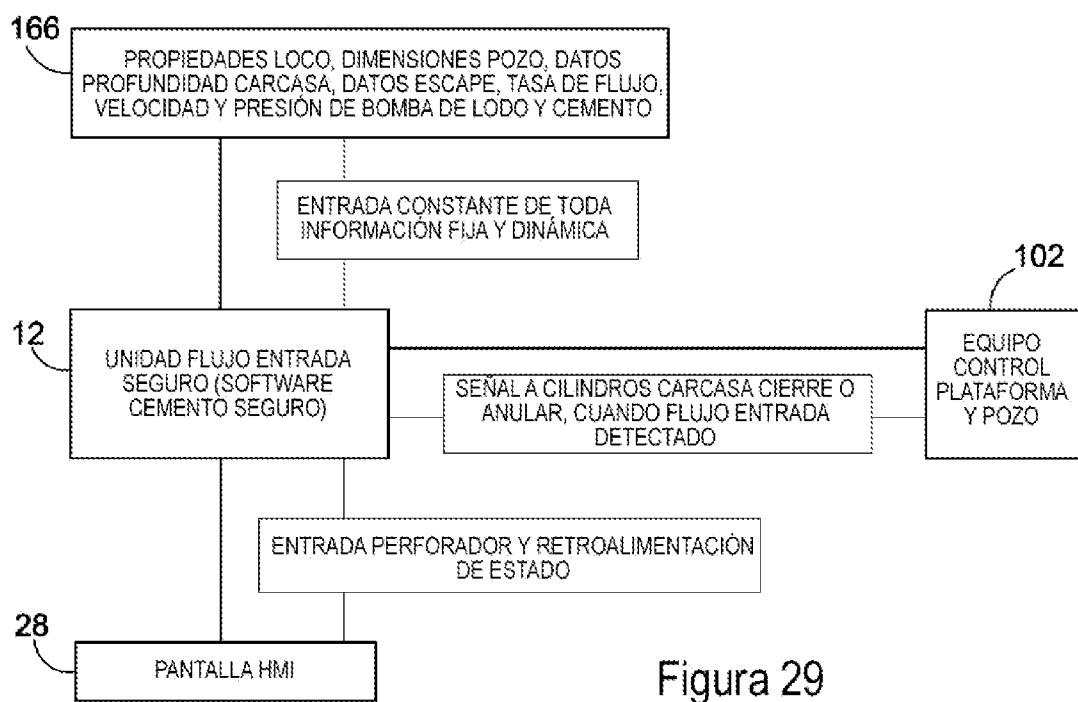 166
PROPIEDADES LOCO, DIMENSIONES POZO, DATOS
PROFUNDIDAD CARCASA, DATOS ESCAPE, TASA DE FLUJO,
VELOCIDAD Y PRESIÓN DE BOMBA DE LODO Y CEMENTO
ENTRADA CONSTANTE DE TODA
INFORMACIÓN FIJA Y DINÁMICA
102
12
UNIDAD FLUJO ENTRADA
SEGURO (SOFTWARE
CEMENTO SEGURO)
SEÑAL A CILINDROS CARCASA CIERRE O
ANULAR, CUANDO FLUJO ENTRADA
DETECTADO
EQUIPO
CONTROL
PLATAFORMA
Y POZO
ENTRADA PERFORADOR Y RETROALIMENTACIÓN
DE ESTADO
28
PANTALLA HMI
Figura 29